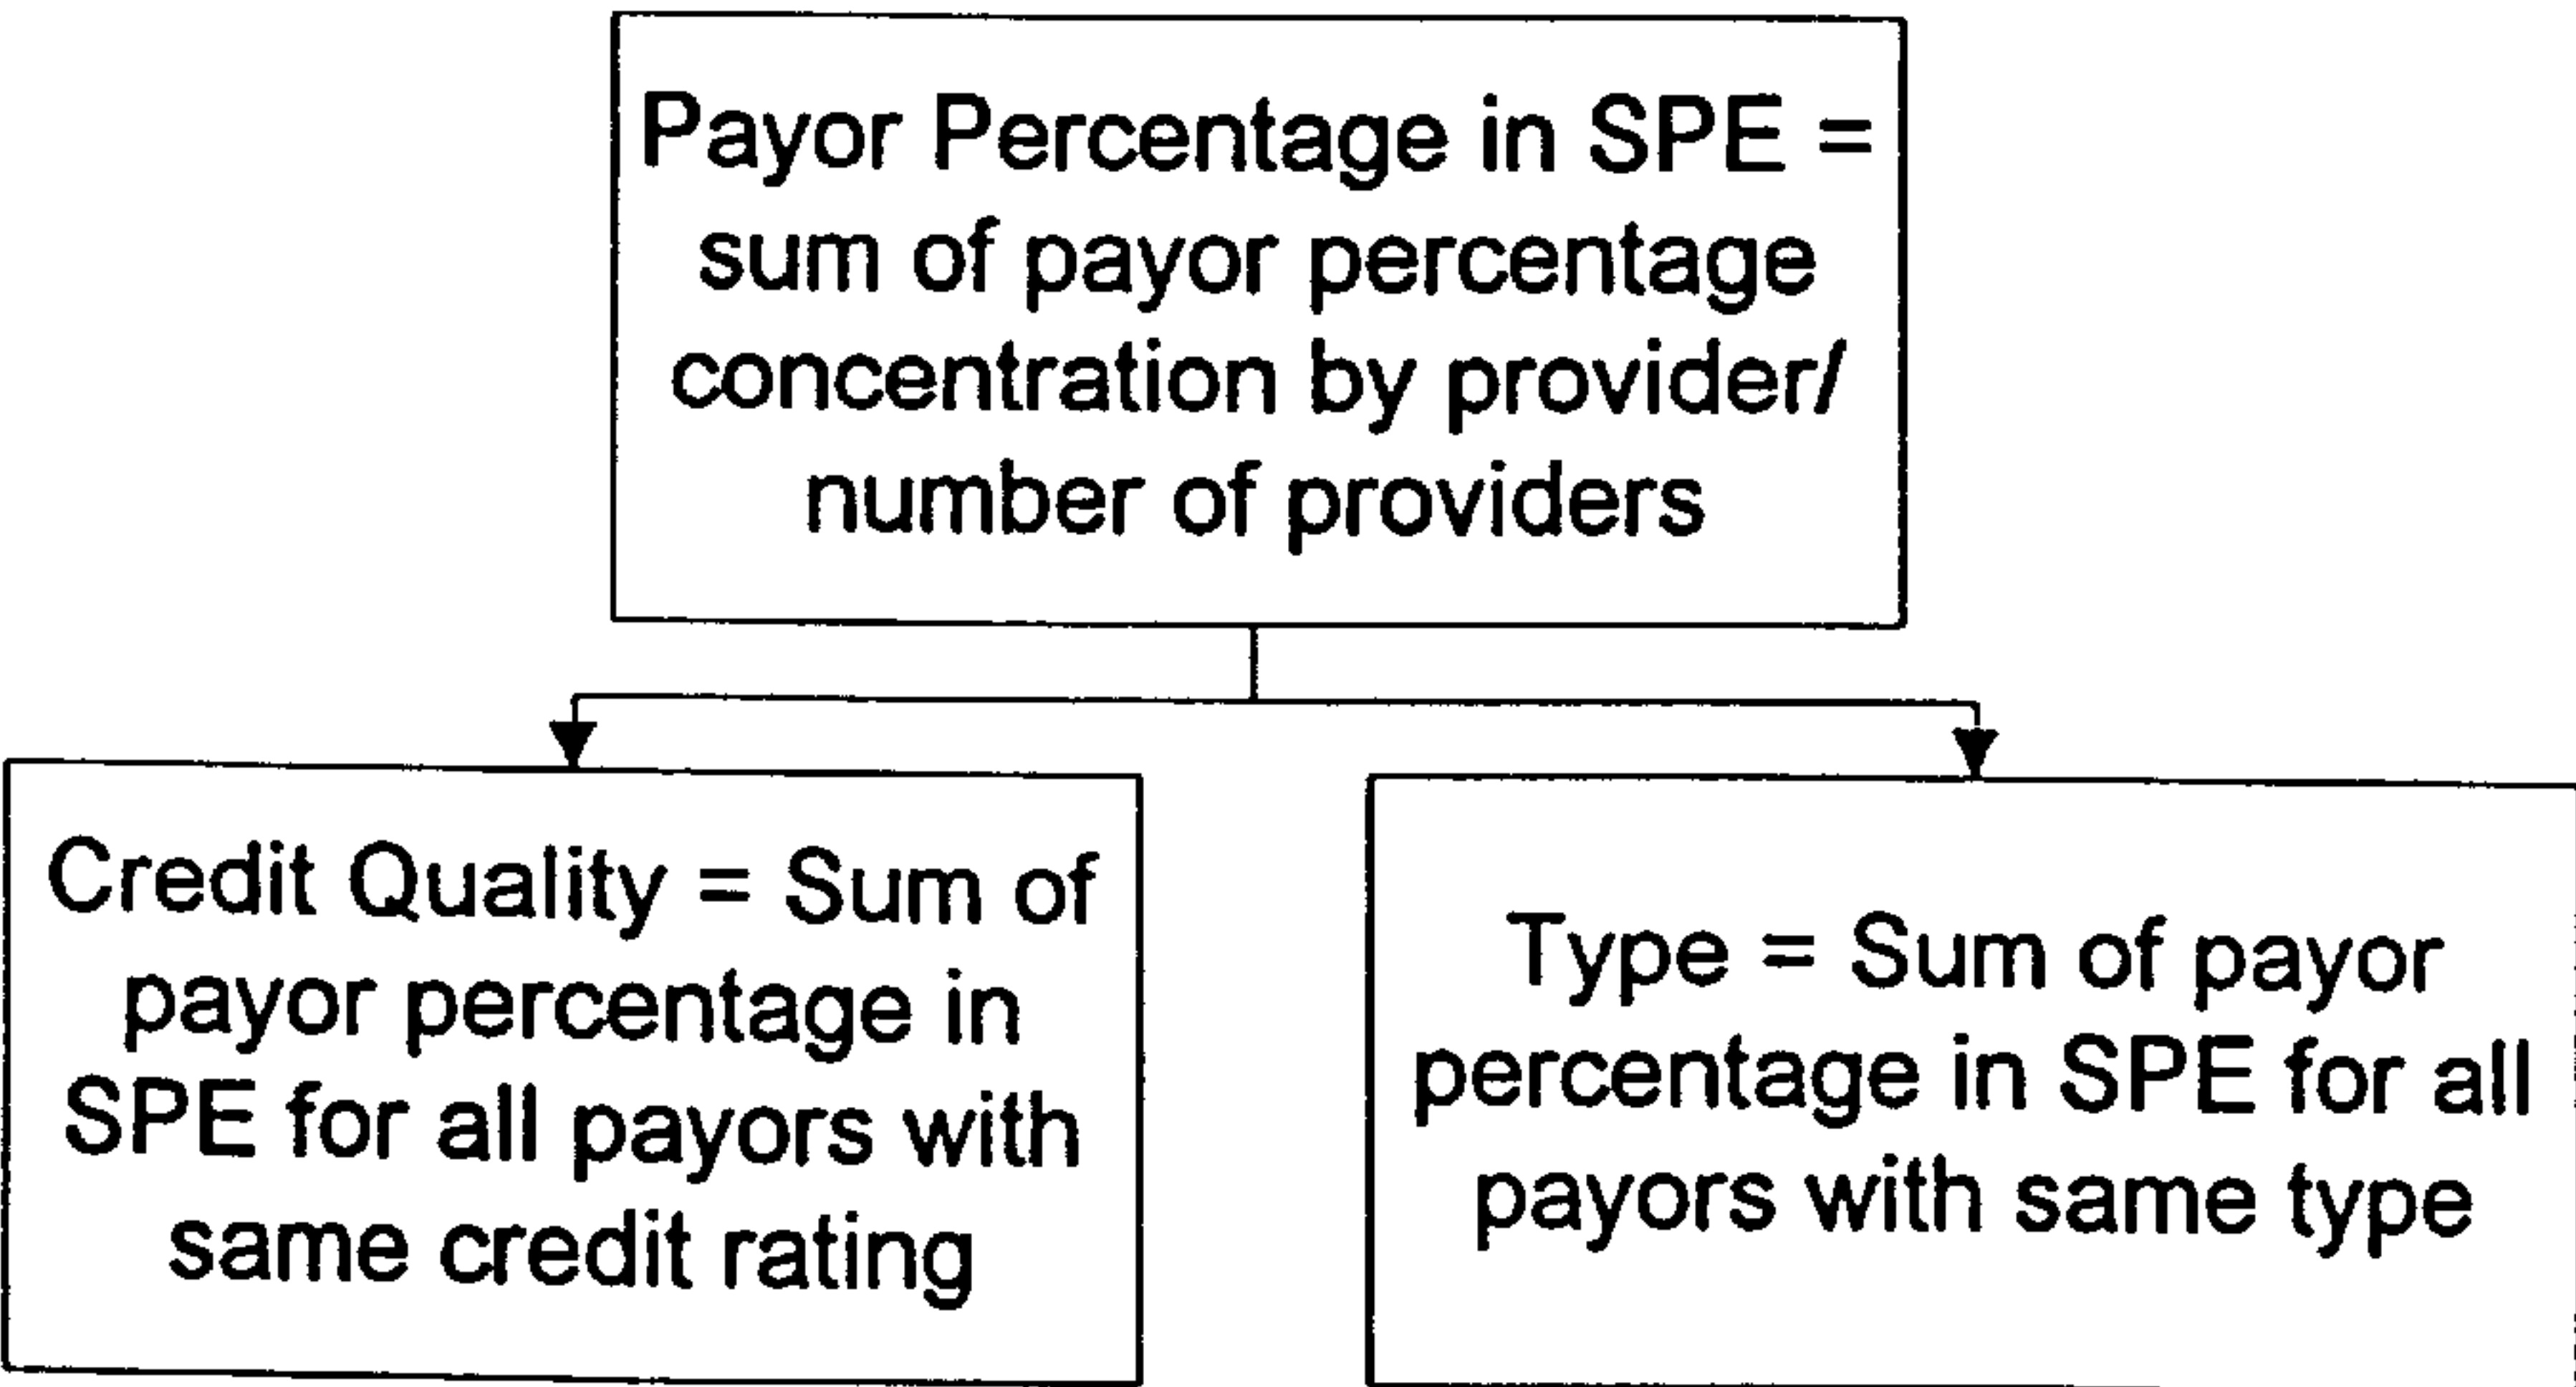 Payor Percentage in SPE =
sum of payor percentage
concentration by provider/
number of providers
Credit Quality = Sum of
payor percentage in
SPE for all payors with
same credit rating
Type = Sum of payor
percentage in SPE for all
payors with same type